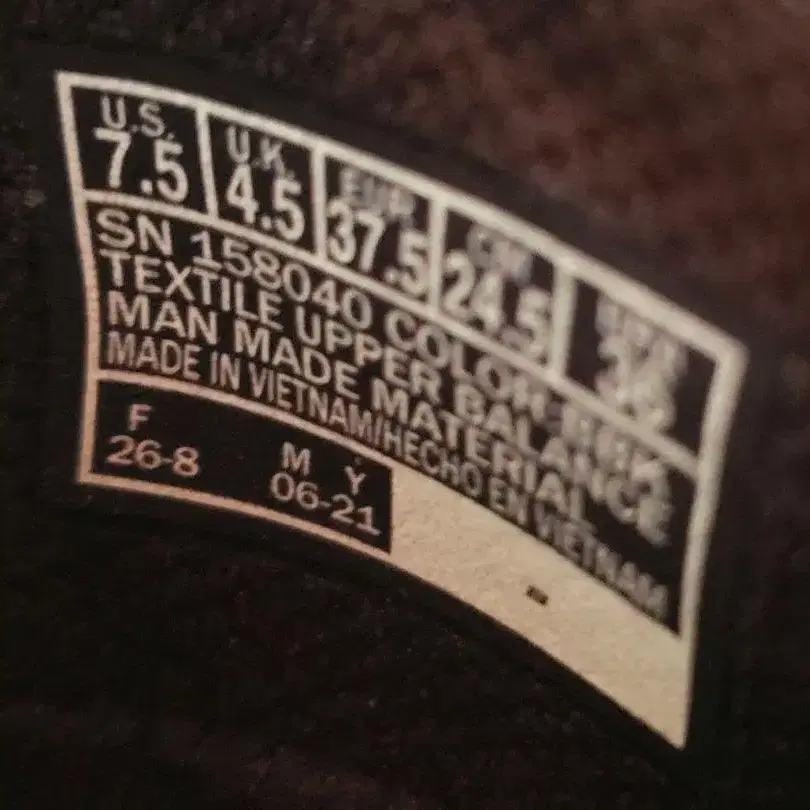 U.S. U.K. EUR CM
7.5 4.5 37.5 24.5
SN 158040 COLOR: BBK
TEXTILE UPPER BALANCE
MAN MADE MATERIAL
MADE IN VIETNAM/HECHO EN VIETNAM
F M Y
26-8 06-21